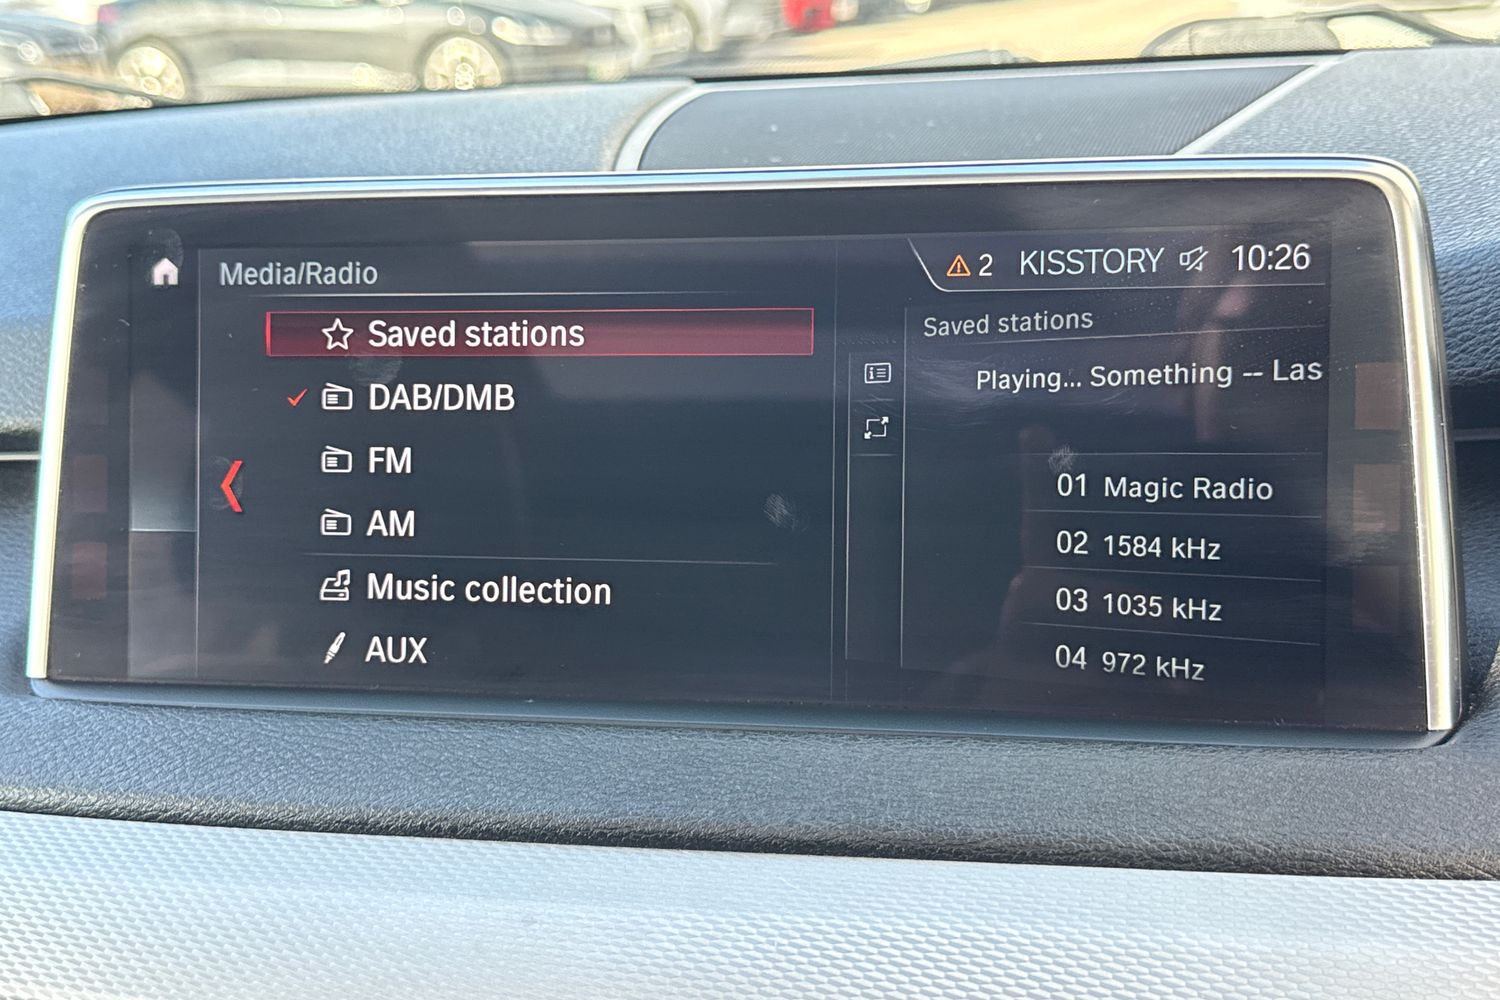 Media/Radio
2 KISSTORY 10:26
Saved stations
DAB/DMB
FM
AM
Music collection
AUX
Saved stations
Playing... Something -- Las
01 Magic Radio
02 1584 kHz
03 1035 kHz
04 972 kHz